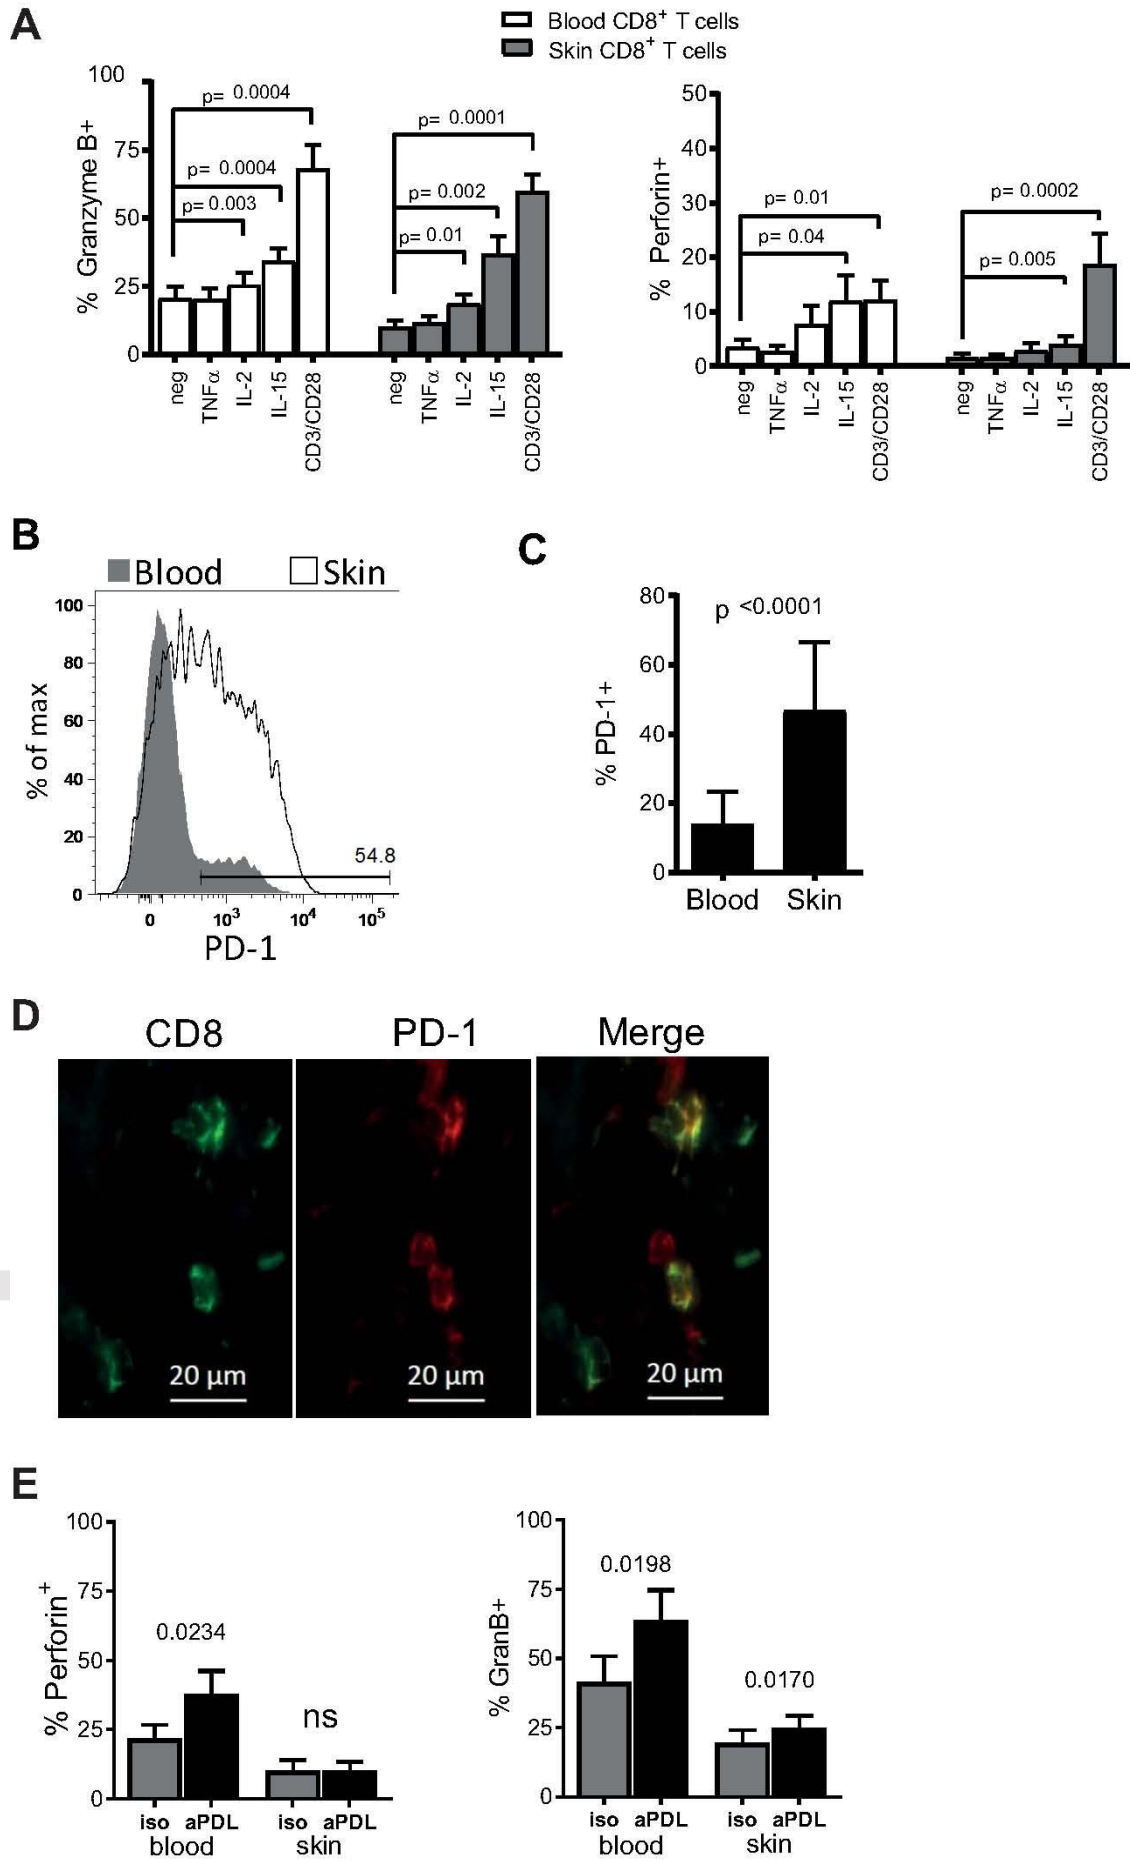 A
Blood CD8+ T cells
Skin CD8+ T cells
% Granzyme B+
100
75
50
25
0
p= 0.0004
p= 0.0004
p= 0.003
p= 0.0001
p= 0.002
p= 0.01
neg
TNFα
IL-2
IL-15
CD3/CD28
neg
TNFα
IL-2
IL-15
CD3/CD28
% Perforin+
50
40
30
20
10
0
p= 0.01
p= 0.04
p= 0.0002
p= 0.005
neg
TNFα
IL-2
IL-15
CD3/CD28
neg
TNFα
IL-2
IL-15
CD3/CD28
B
Blood Skin
% of max
100
80
60
40
20
0
54.8
0 10³ 10⁴ 10⁵
PD-1
C
% PD-1+
80
60
40
20
0
p <0.0001
Blood Skin
D
CD8 PD-1 Merge
20 µm 20 µm 20 µm
E
% Perforin+
100
75
50
25
0
0.0234
ns
iso aPDL iso aPDL
blood skin
% GranB+
100
75
50
25
0
0.0198
0.0170
iso aPDL iso aPDL
blood skin